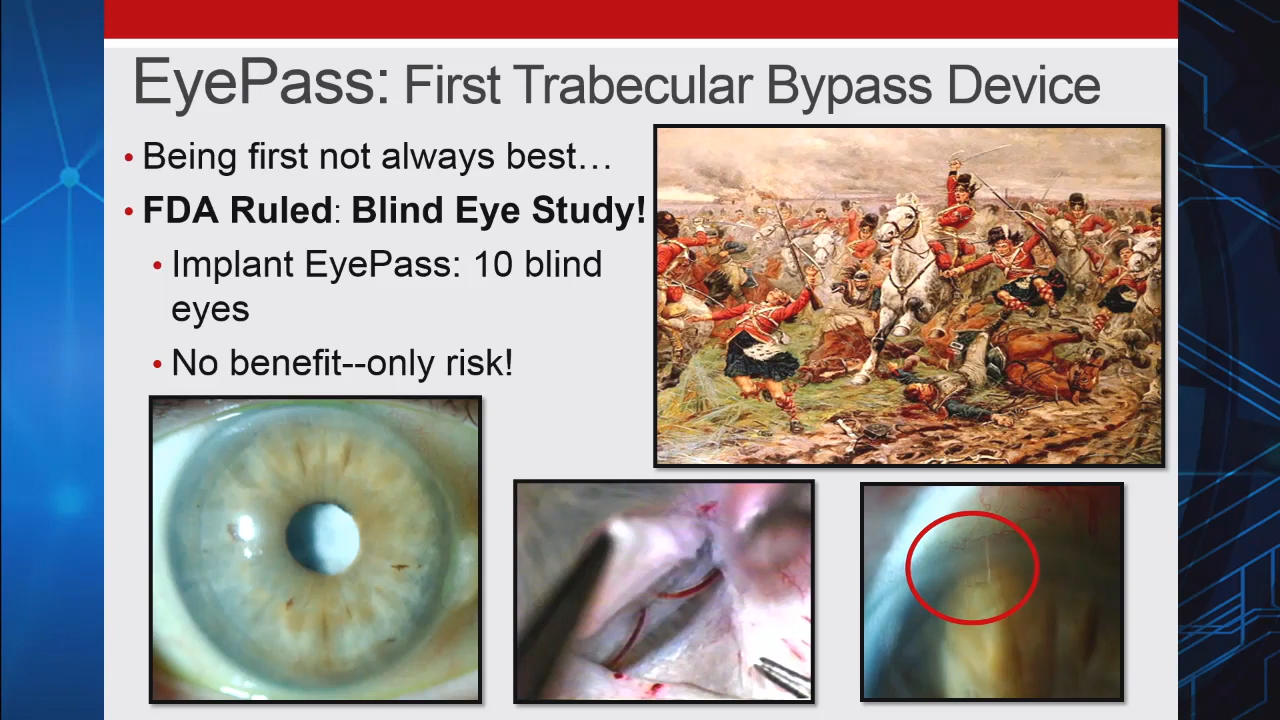 EyePass: First Trabecular Bypass Device
• Being first not always best…
• FDA Ruled: Blind Eye Study!
• Implant EyePass: 10 blind
eyes
• No benefit--only risk!